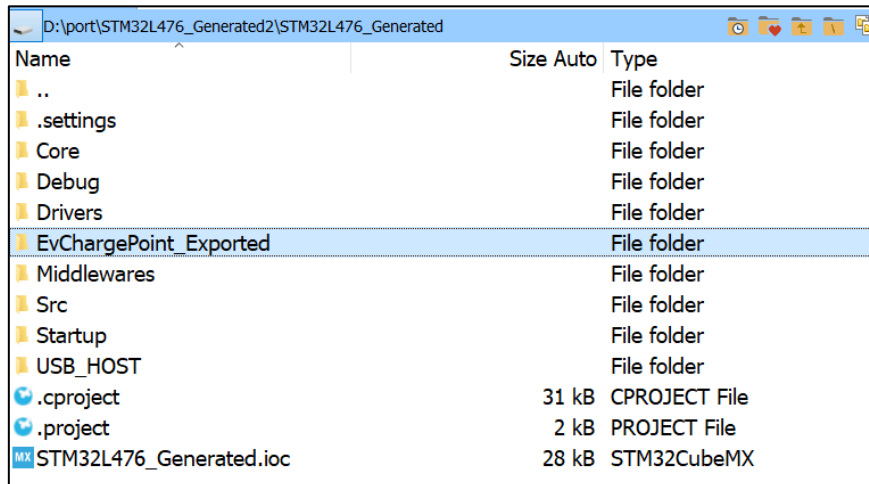 D:\port\STM32L476_Generated2\STM32L476_Generated
Name Size Auto Type
.. File folder
.settings File folder
Core File folder
Debug File folder
Drivers File folder
EvChargePoint_Exported File folder
Middlewares File folder
Src File folder
Startup File folder
USB_HOST File folder
.cproject 31 kB CPROJECT File
.project 2 kB PROJECT File
MX STM32L476_Generated.ioc 28 kB STM32CubeMX